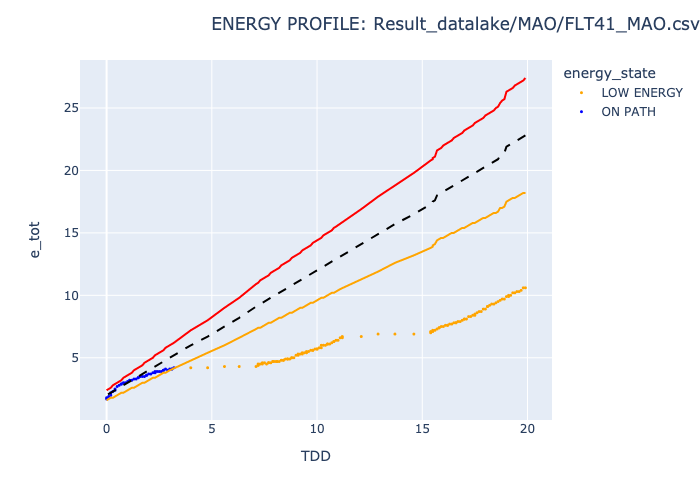 ENERGY PROFILE: Result_datalake/MAO/FLT41_MAO.csv
energy_state
LOW ENERGY
ON PATH
e_tot
25
20
15
10
5
0
5
10
15
20
TDD